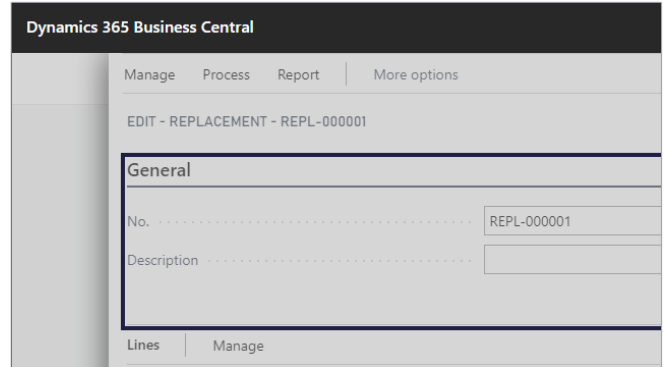 Dynamics 365 Business Central
Manage Process Report More options
EDIT - REPLACEMENT - REPL-000001
General
No. REPL-000001
Description
Lines Manage